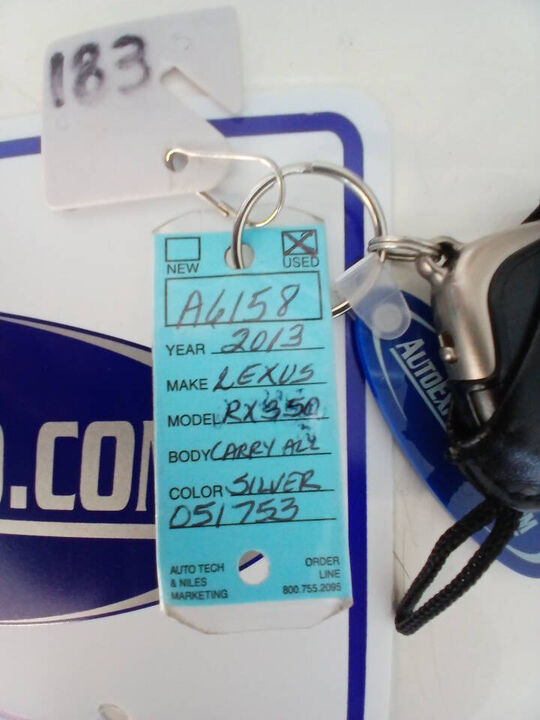 183
NEW USED
A6158
YEAR 2013
MAKE LEXUS
MODEL RX350
BODY CARRY ALL
COLOR SILVER
051753
AUTO TECH
& NILES
MARKETING
ORDER
LINE
800.755.2095
.COM